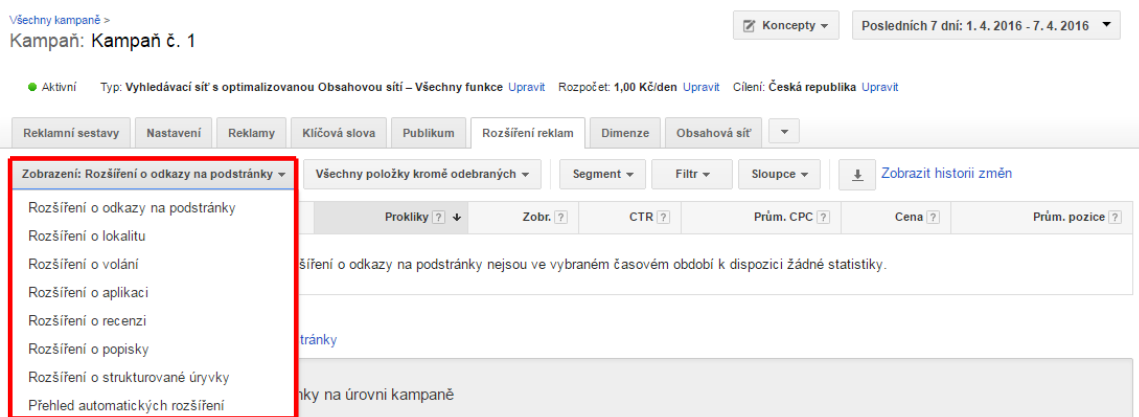 Všechny kampaně >
Kampaň: Kampaň č. 1
Koncepty
Posledních 7 dní: 1. 4. 2016 - 7. 4. 2016
Aktivní Typ: Vyhledávací síť s optimalizovanou Obsahovou sítí – Všechny funkce Upravit Rozpočet: 1,00 Kč/den Upravit Cílení: Česká republika Upravit
Reklamní sestavy Nastavení Reklamy Klíčová slova Publikum Rozšíření reklam Dimenze Obsahová síť
Zobrazení: Rozšíření o odkazy na podstránky Všechny položky kromě odebraných Segment Filtr Sloupce Zobrazit historii změn
Prokliky ? Zobr. ? CTR ? Prům. CPC ? Cena ? Prům. pozice ?
Rozšíření o odkazy na podstránky
Rozšíření o lokalitu
Rozšíření o volání
šíření o odkazy na podstránky nejsou ve vybraném časovém období k dispozici žádné statistiky.
Rozšíření o aplikaci
Rozšíření o recenzi
tránky
Rozšíření o popisky
Rozšíření o strukturované úryvky
nky na úrovni kampaně
Přehled automatických rozšíření